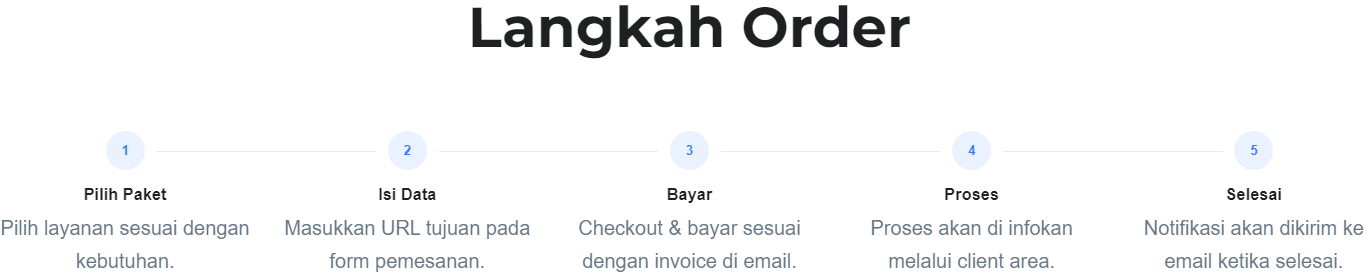 Langkah Order
1
2
3
4
5
Pilih Paket
Isi Data
Bayar
Proses
Selesai
Pilih layanan sesuai dengan
kebutuhan.
Masukkan URL tujuan pada
form pemesanan.
Checkout & bayar sesuai
dengan invoice di email.
Proses akan di infokan
melalui client area.
Notifikasi akan dikirim ke
email ketika selesai.